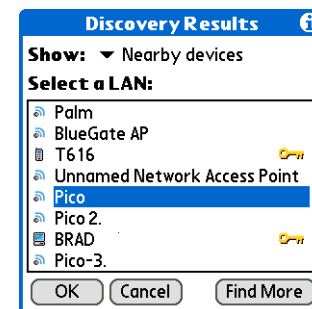 Discovery Results
Show: Nearby devices
Select a LAN:
Palm
BlueGate AP
T616
Unnamed Network Access Point
Pico
Pico 2.
BRAD
Pico-3.
OK Cancel Find More